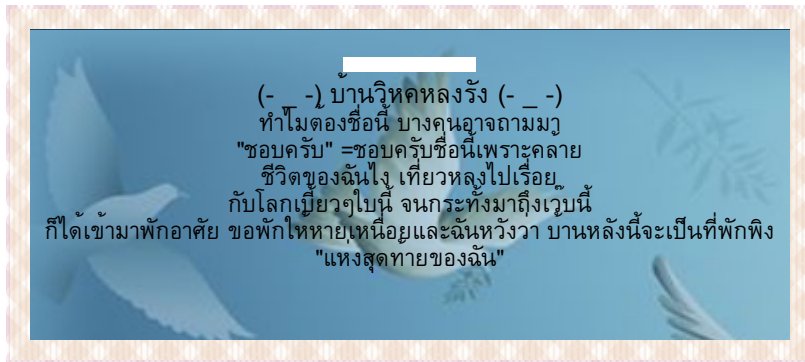 (- _ -) บ้านวิหคหลงรัง (- _ -)
ทำไมต้องชื่อนี้ บางคนอาจถามมา
"ชอบครับ" =ชอบครับชื่อนี้เพราะคล้าย
ชีวิตของฉันไง เที่ยวหลงไปเรื่อย
กับโลกเบี้ยวๆใบนี้ จนกระทั่งมาถึงเว็บนี้
ก็ได้เข้ามาพักอาศัย ขอพักให้หายเหนื่อยและฉันหวังว่า บ้านหลังนี้จะเป็นที่พักพิง
"แห่งสุดท้ายของฉัน"